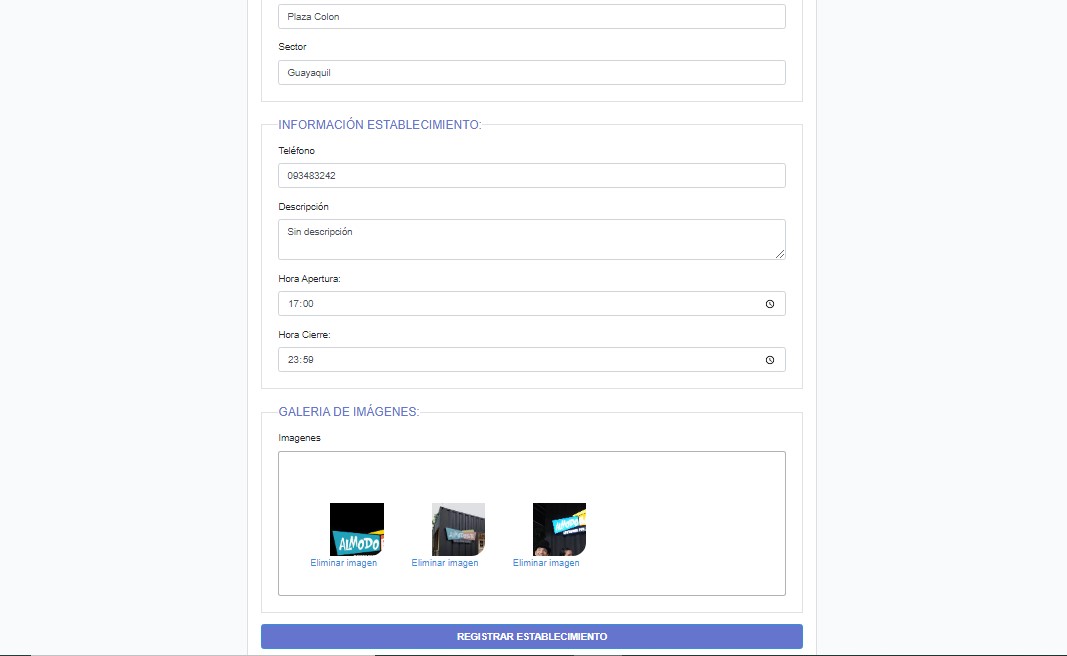 Plaza Colon
Sector
Guayaquil
INFORMACIÓN ESTABLECIMIENTO:
Teléfono
093483242
Descripción
Sin descripción
Hora Apertura:
17:00
Hora Cierre:
23:59
GALERIA DE IMÁGENES:
Imagenes
ALMODO
ALMODO
Eliminar imagen Eliminar imagen Eliminar imagen
REGISTRAR ESTABLECIMIENTO